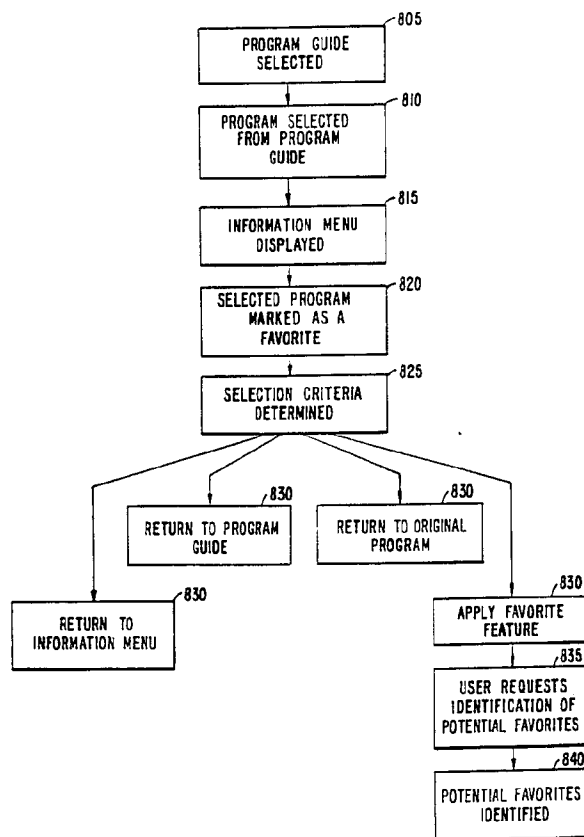 805
PROGRAM GUIDE
SELECTED
810
PROGRAM SELECTED
FROM PROGRAM
GUIDE
815
INFORMATION MENU
DISPLAYED
820
SELECTED PROGRAM
MARKED AS A
FAVORITE
825
SELECTION CRITERIA
DETERMINED
830
RETURN TO PROGRAM
GUIDE
830
RETURN TO ORIGINAL
PROGRAM
830
RETURN TO
INFORMATION MENU
830
APPLY FAVORITE
FEATURE
835
USER REQUESTS
IDENTIFICATION OF
POTENTIAL FAVORITES
840
POTENTIAL FAVORITES
IDENTIFIED